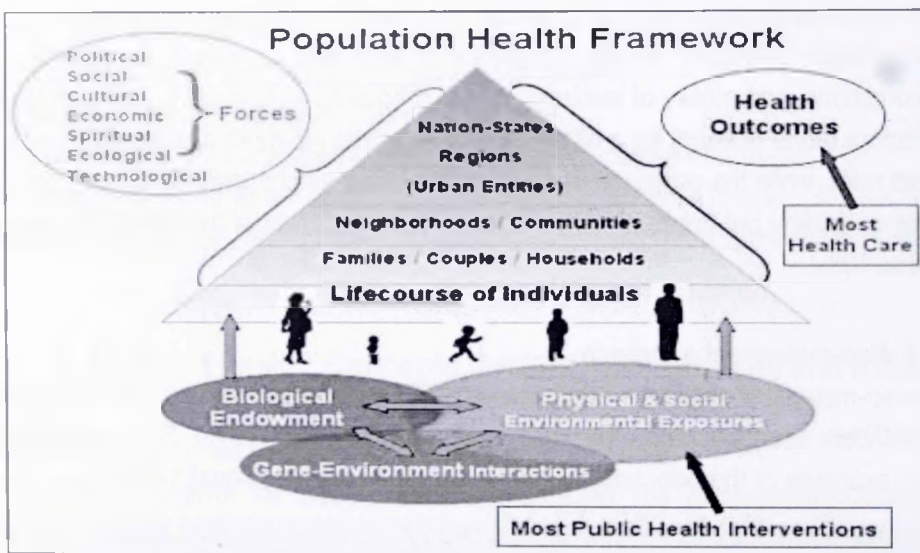 Population Health Framework
Political
Social
Cultural
Economic
Spiritual
Ecological
Technological
Forces
Nation-States
Regions
(Urban Entities)
Neighborhoods / Communities
Families / Couples / Households
Lifecourse of Individuals
Health
Outcomes
Most
Health Care
Biological
Endowment
Physical & Social
Environmental Exposures
Gene-Environment Interactions
Most Public Health Interventions